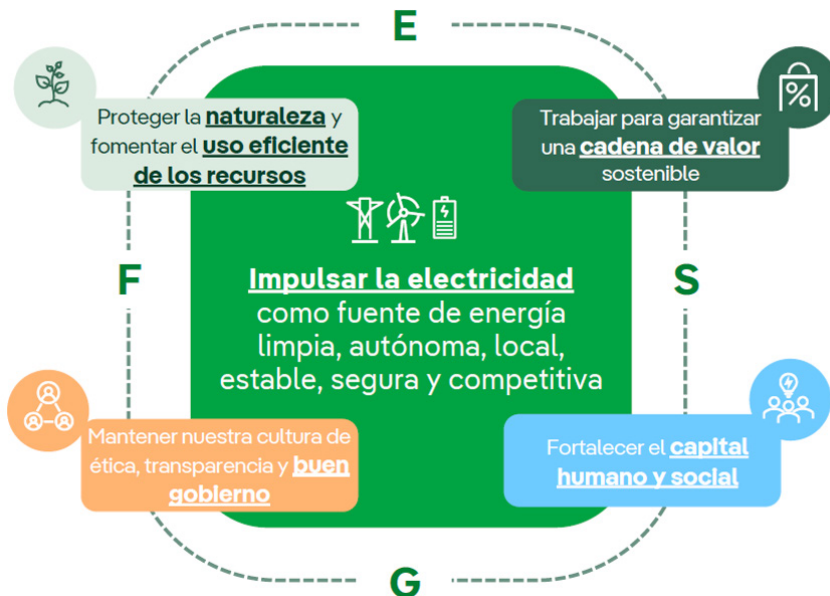 E
Proteger la naturaleza y
fomentar el uso eficiente
de los recursos
%
Trabajar para garantizar
una cadena de valor
sostenible
F
S
Impulsar la electricidad
como fuente de energía
limpia, autónoma, local,
estable, segura y competitiva
Mantener nuestra cultura de
ética, transparencia y buen
gobierno
Fortalecer el capital
humano y social
G